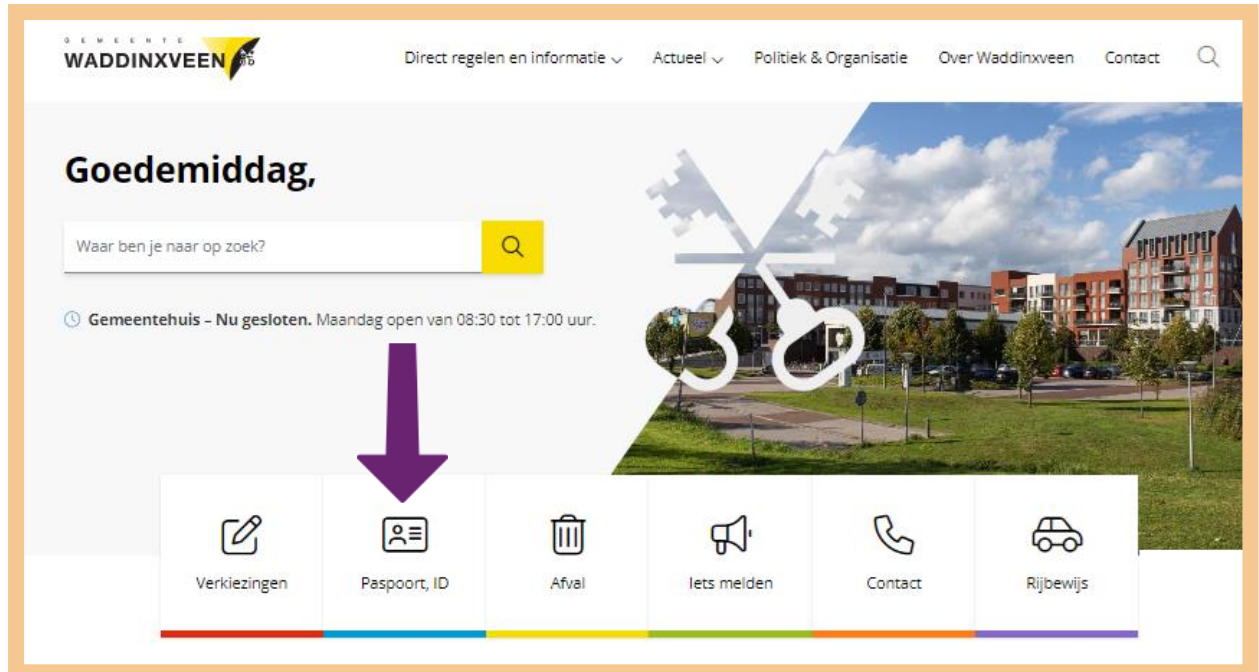 GEMEENTE
WADDINXVEEN
Direct regelen en informatie Actueel Politiek & Organisatie Over Waddinxveen Contact
Goedemiddag,
Waar ben je naar op zoek?
Gemeentehuis – Nu gesloten. Maandag open van 08:30 tot 17:00 uur.
Verkiezingen Paspoort, ID Afval Iets melden Contact Rijbewijs